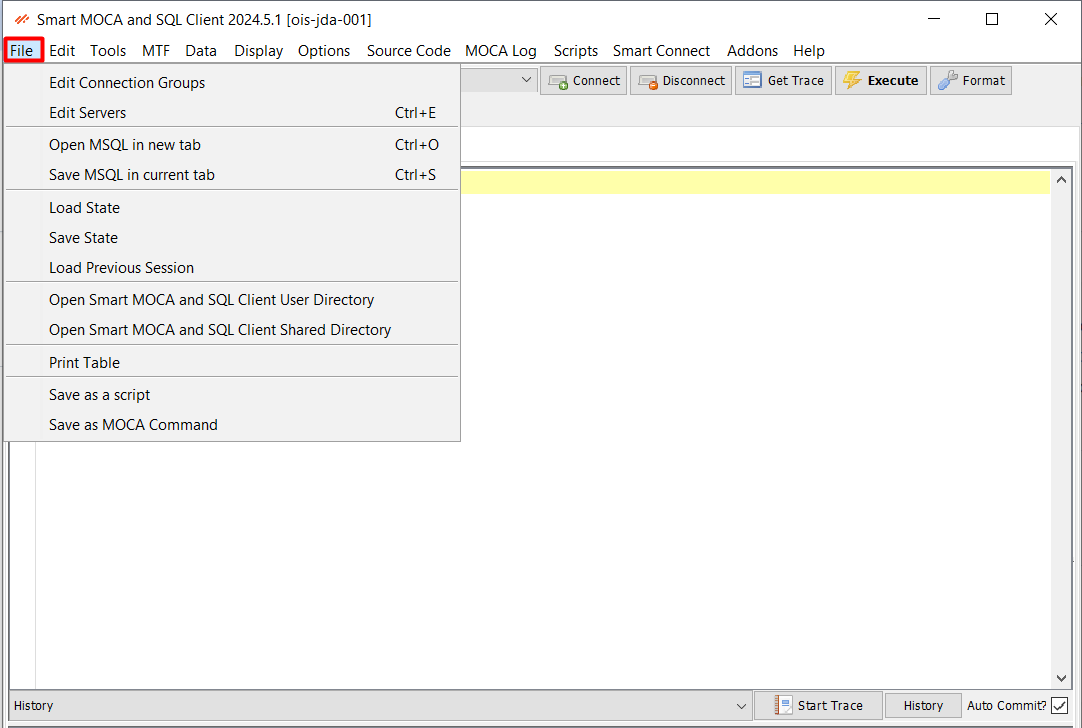 Smart MOCA and SQL Client 2024.5.1 [ois-jda-001]
File Edit Tools MTF Data Display Options Source Code MOCA Log Scripts Smart Connect Addons Help
Connect Disconnect Get Trace Execute Format
Edit Connection Groups
Edit Servers Ctrl+E
Open MSQL in new tab Ctrl+O
Save MSQL in current tab Ctrl+S
Load State
Save State
Load Previous Session
Open Smart MOCA and SQL Client User Directory
Open Smart MOCA and SQL Client Shared Directory
Print Table
Save as a script
Save as MOCA Command
History Start Trace History Auto Commit?